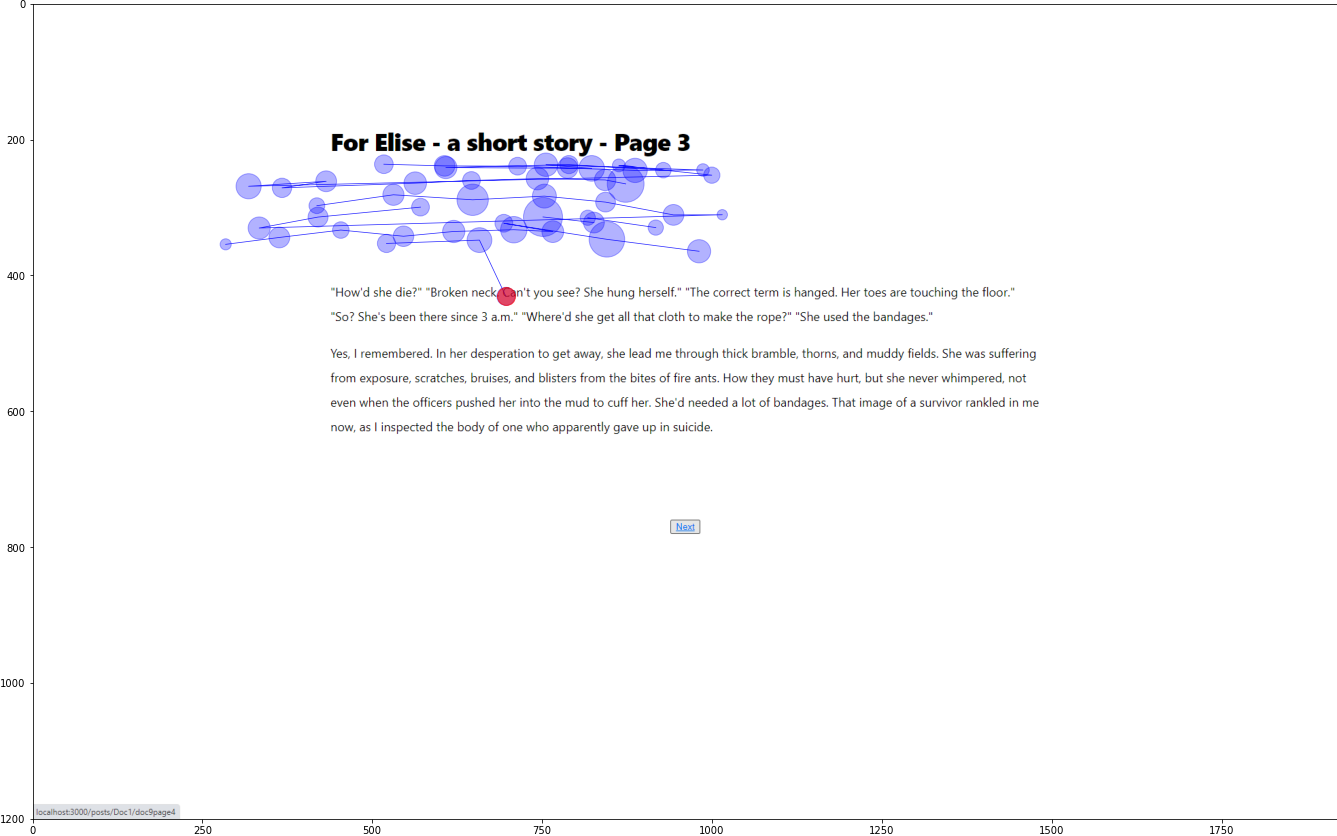 0
200
400
600
800
1000
1200
For Elise - a short story - Page 3
"How'd she die?" "Broken neck. Can't you see? She hung herself." "The correct term is hanged. Her toes are touching the floor."
"So? She's been there since 3 a.m." "Where'd she get all that cloth to make the rope?" "She used the bandages."
Yes, I remembered. In her desperation to get away, she lead me through thick bramble, thorns, and muddy fields. She was suffering
from exposure, scratches, bruises, and blisters from the bites of fire ants. How they must have hurt, but she never whimpered, not
even when the officers pushed her into the mud to cuff her. She'd needed a lot of bandages. That image of a survivor rankled in me
now, as I inspected the body of one who apparently gave up in suicide.
Next
localhost:3000/posts/Doc1/doc9page4
0 250 500 750 1000 1250 1500 1750